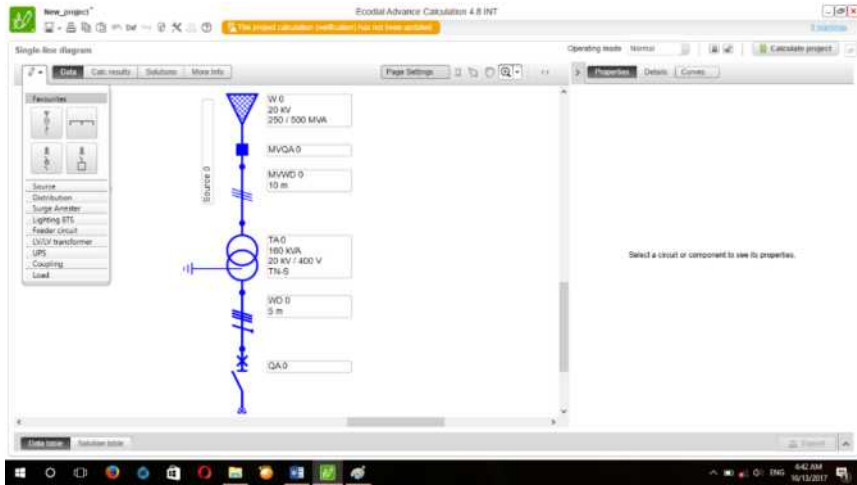 New_project*
Ecodial Advance Calculation 4.8 INT
The project calculation (verification) has not been updated
Single-line diagram
Operating mode Normal
Calculate project
Data Calc. results Solutions More Info
Page Settings
Properties Details Curves
Favourites
Source
Distribution
Surge Arrester
Lighting BTS
Feeder circuit
LV/LV transformer
UPS
Coupling
Load
Source 0
W 0
20 kV
250 / 500 MVA
MVQA 0
MVWD 0
10 m
TA 0
160 kVA
20 kV / 400 V
TN-S
WD 0
5 m
QA 0
Select a circuit or component to see its properties.
Data table Solution table
Export
ENG
4:42 AM
10/13/2017